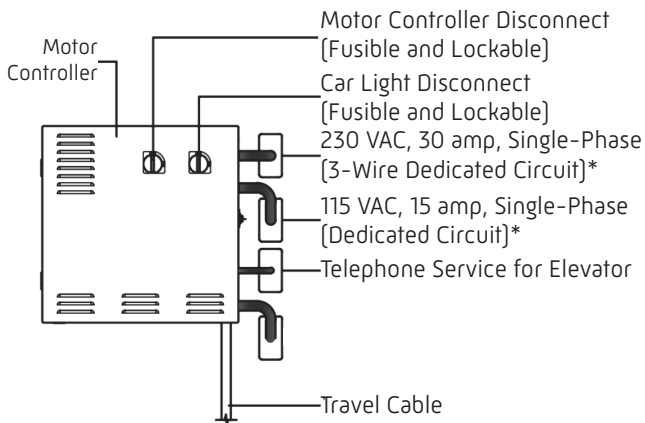 Motor Controller Disconnect
(Fusible and Lockable)
Motor
Controller
Car Light Disconnect
(Fusible and Lockable)
230 VAC, 30 amp, Single-Phase
(3-Wire Dedicated Circuit)*
115 VAC, 15 amp, Single-Phase
(Dedicated Circuit)*
Telephone Service for Elevator
Travel Cable